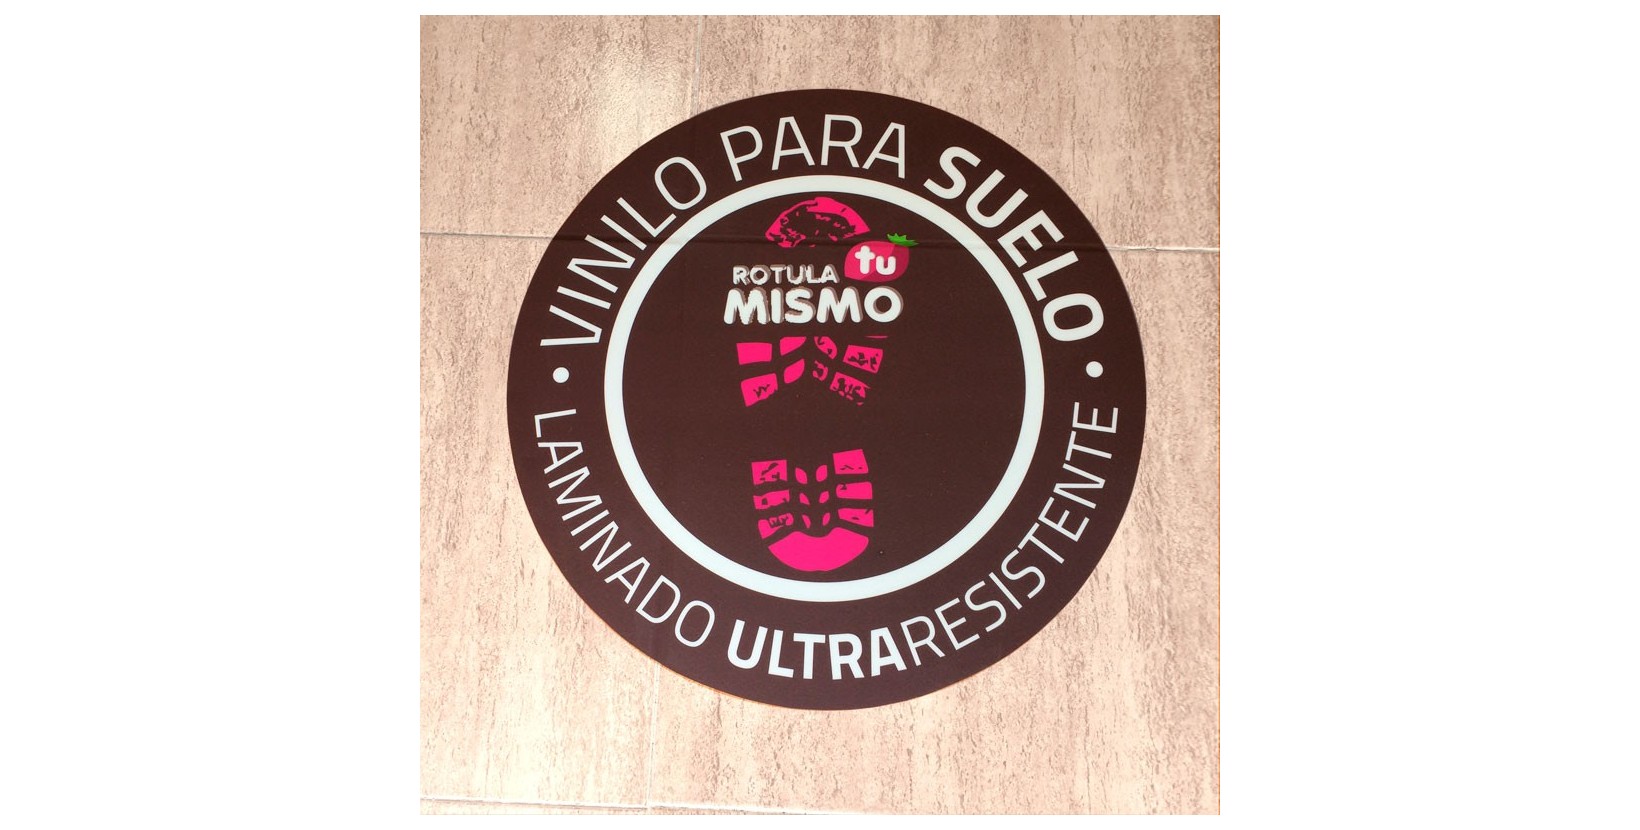 VINILO PARA SUELO
ROTULA tu
MISMO
• LAMINADO ULTRARESISTENTE •